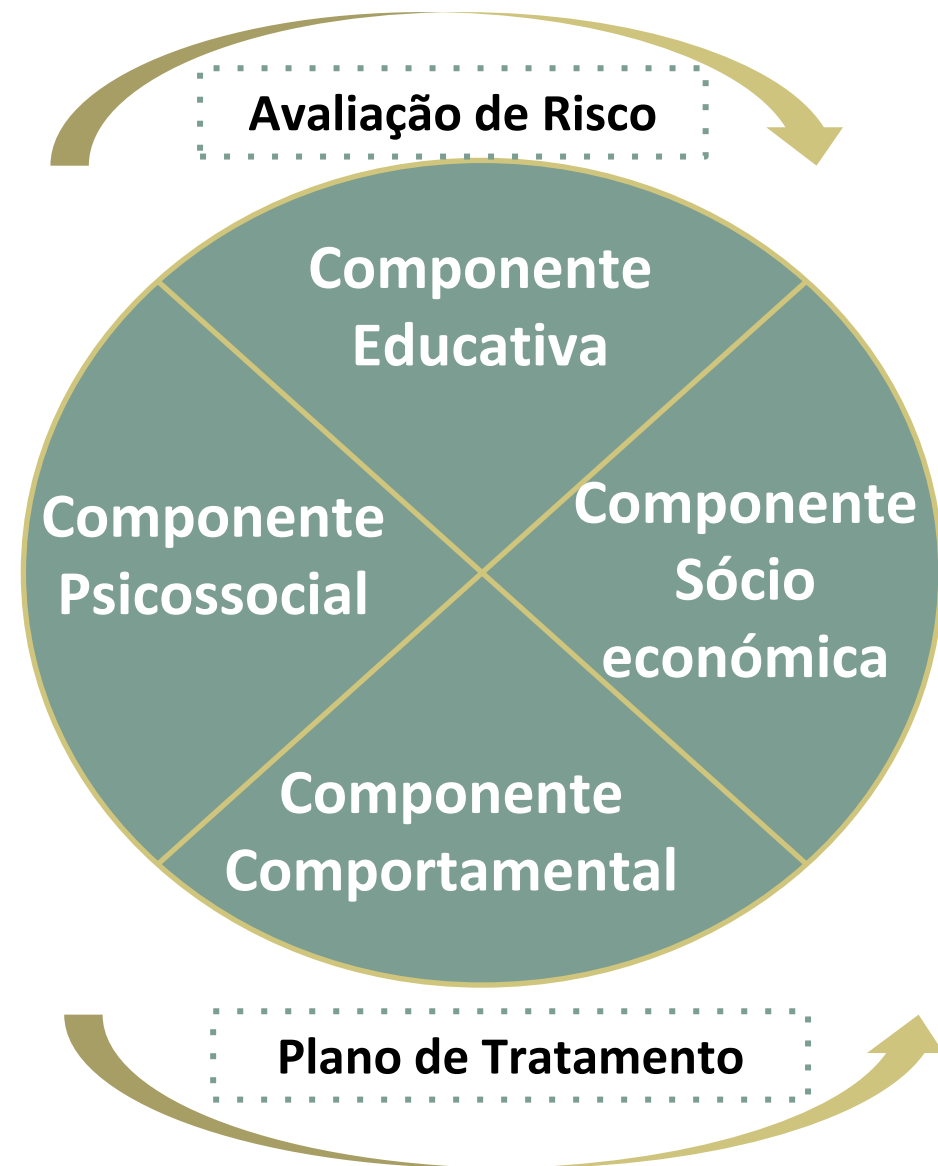 Avaliação de Risco
Componente
Educativa
Componente
Psicossocial
Componente
Sócio
económica
Componente
Comportamental
Plano de Tratamento